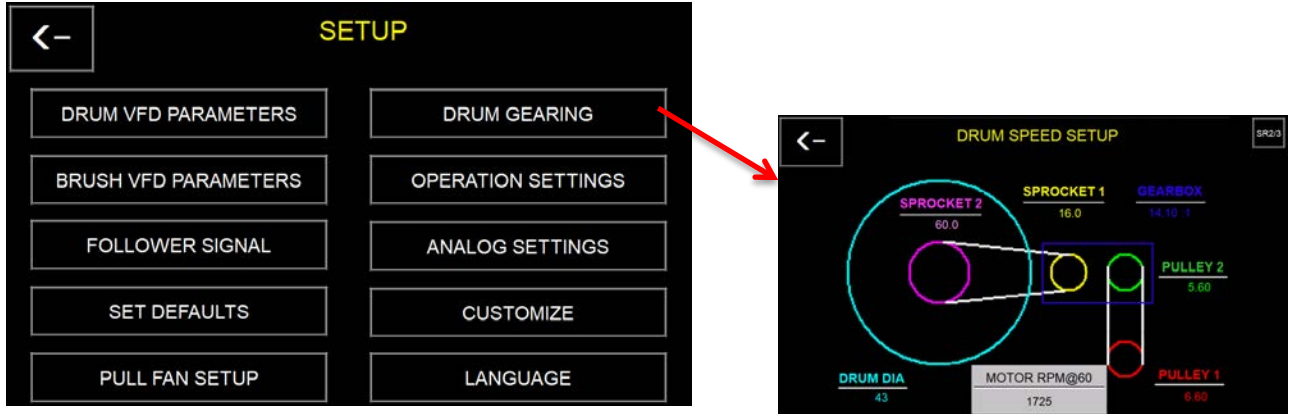 <-
SETUP
DRUM VFD PARAMETERS
DRUM GEARING
BRUSH VFD PARAMETERS
OPERATION SETTINGS
FOLLOWER SIGNAL
ANALOG SETTINGS
SET DEFAULTS
CUSTOMIZE
PULL FAN SETUP
LANGUAGE
<-
DRUM SPEED SETUP
SR2/3
SPROCKET 2
60.0
SPROCKET 1
16.0
GEARBOX
14.10 :1
PULLEY 2
5.60
DRUM DIA
43
MOTOR RPM@60
1725
PULLEY 1
6.60